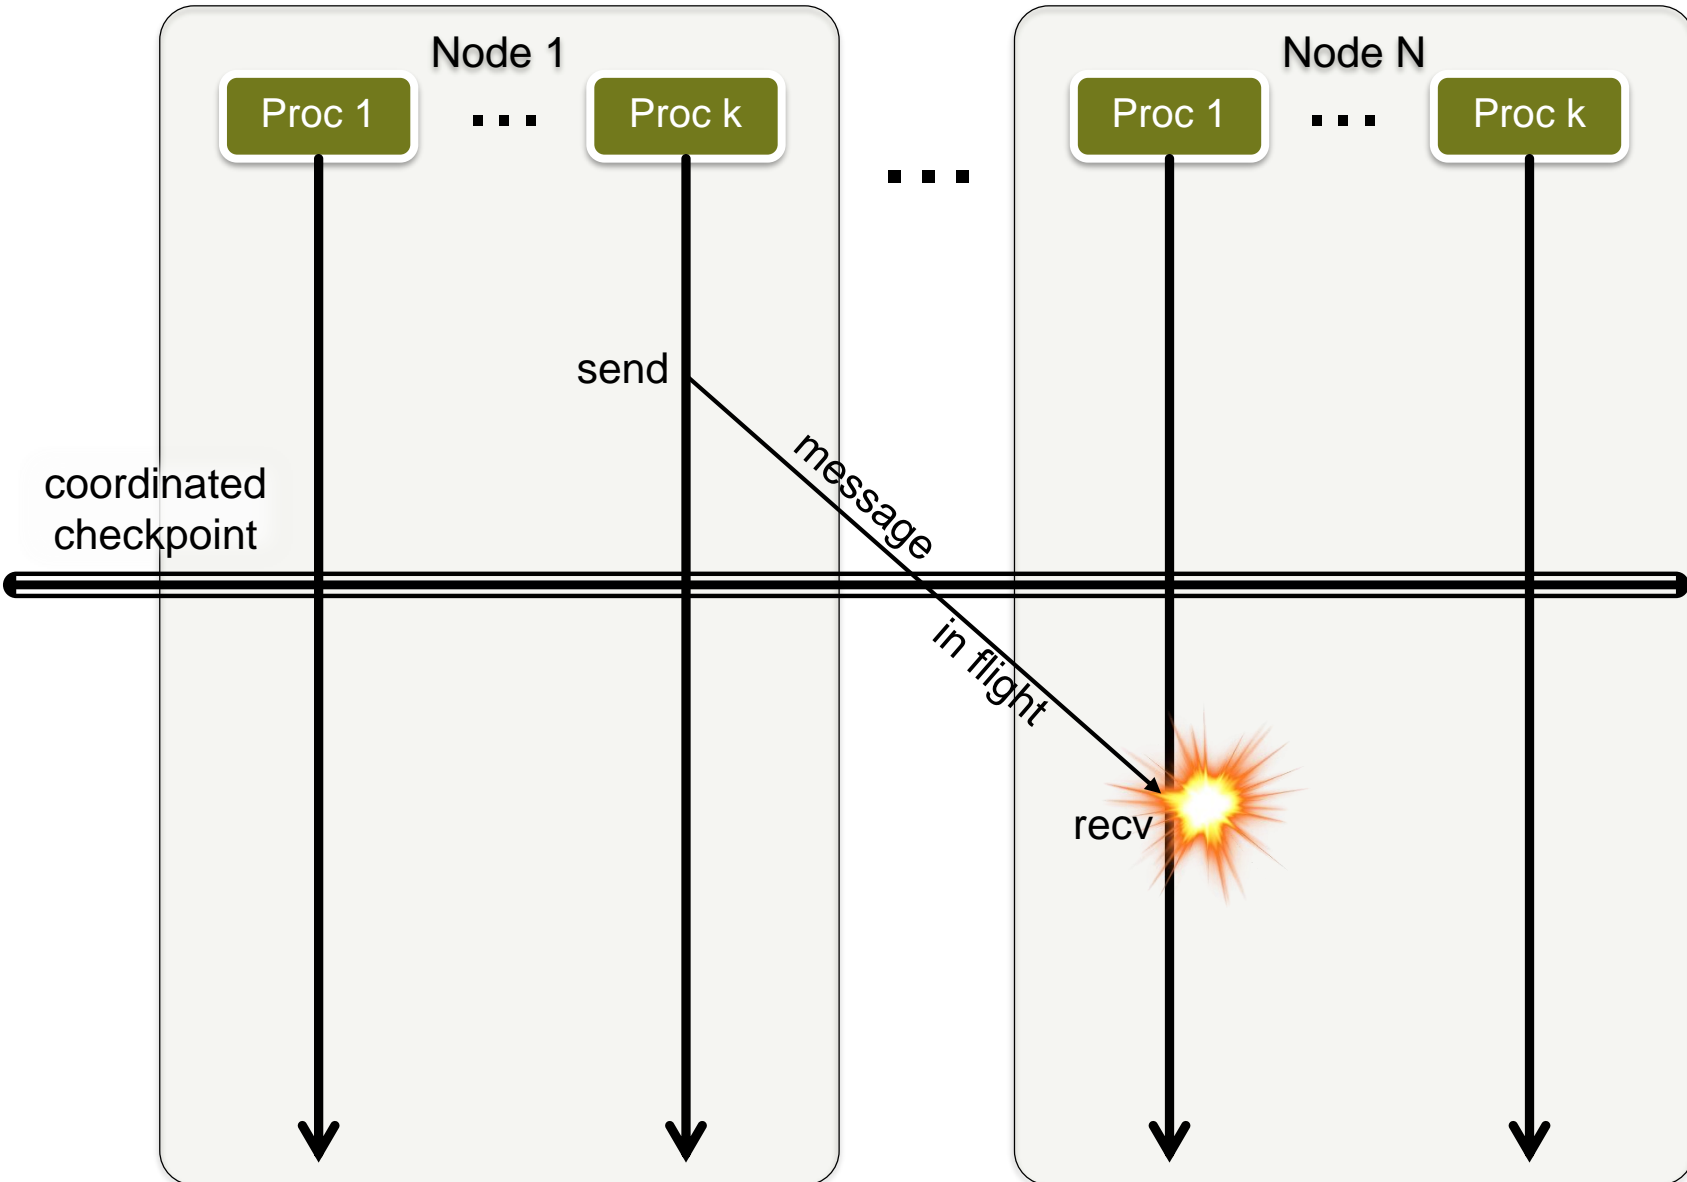 Node 1
Node N
Proc 1
...
Proc k
...
Proc 1
...
Proc k
send
message
coordinated
checkpoint
in flight
recv